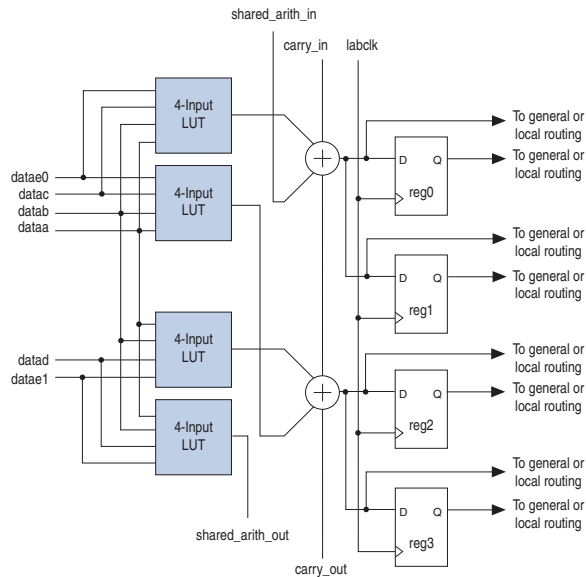 shared_arith_in
carry_in
labclk
4-Input
LUT
To general or
local routing
D Q
To general or
local routing
reg0
datae0
datac
datab
dataa
4-Input
LUT
To general or
local routing
D Q
To general or
local routing
reg1
4-Input
LUT
To general or
local routing
datad
datae1
D Q
To general or
local routing
reg2
4-Input
LUT
To general or
local routing
D Q
To general or
local routing
reg3
shared_arith_out
carry_out